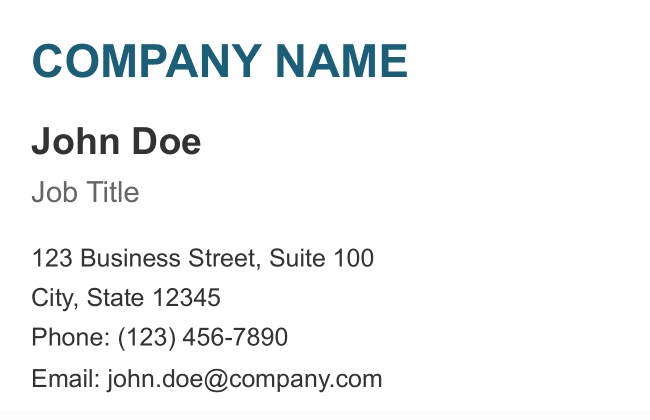 COMPANY NAME
John Doe
Job Title
123 Business Street, Suite 100
City, State 12345
Phone: (123) 456-7890
Email: john.doe@company.com